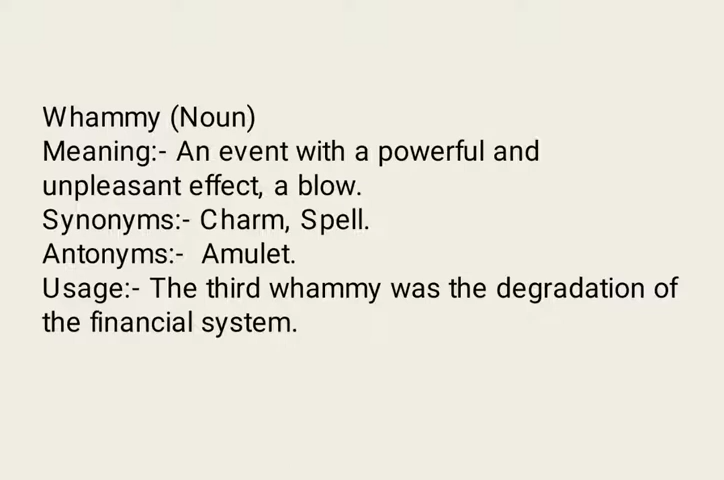 Whammy (Noun)
Meaning:- An event with a powerful and
unpleasant effect, a blow.
Synonyms:- Charm, Spell.
Antonyms:-  Amulet.
Usage:- The third whammy was the degradation of
the financial system.